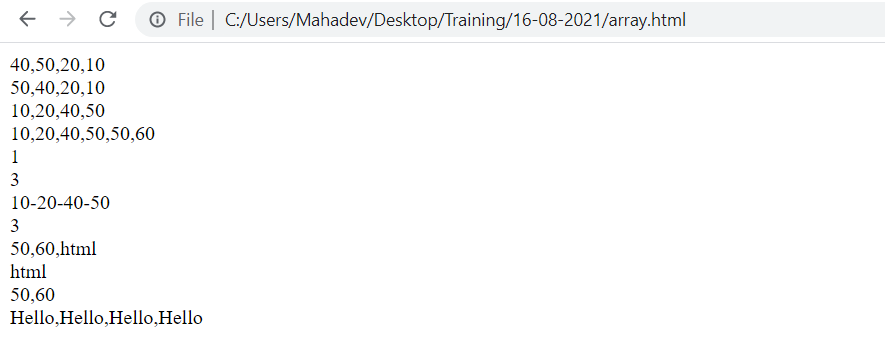 File | C:/Users/Mahadev/Desktop/Training/16-08-2021/array.html
40,50,20,10
50,40,20,10
10,20,40,50
10,20,40,50,50,60
1
3
10-20-40-50
3
50,60,html
html
50,60
Hello,Hello,Hello,Hello